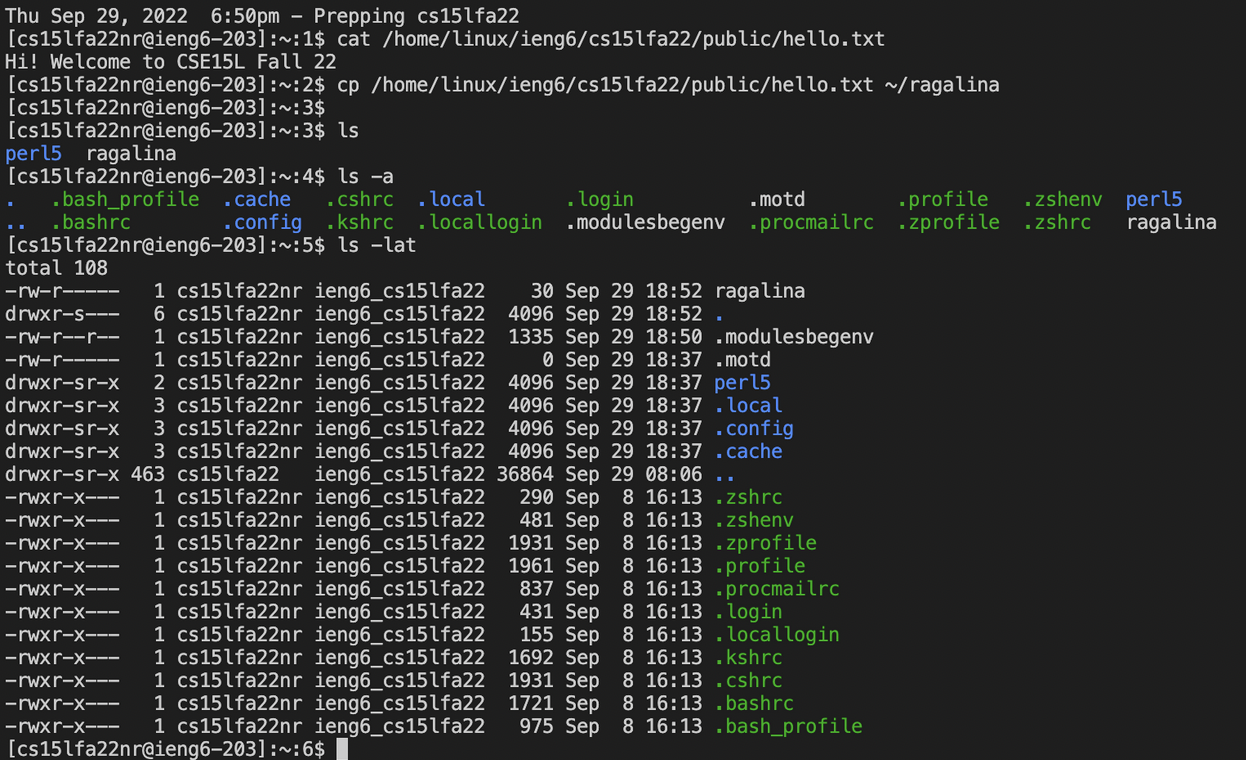 Thu Sep 29, 2022  6:50pm - Prepping cs15lfa22
[cs15lfa22nr@ieng6-203]:~:1$ cat /home/linux/ieng6/cs15lfa22/public/hello.txt
Hi! Welcome to CSE15L Fall 22
[cs15lfa22nr@ieng6-203]:~:2$ cp /home/linux/ieng6/cs15lfa22/public/hello.txt ~/ragalina
[cs15lfa22nr@ieng6-203]:~:3$
[cs15lfa22nr@ieng6-203]:~:3$ ls
perl5  ragalina
[cs15lfa22nr@ieng6-203]:~:4$ ls -a
.   .bash_profile  .cache   .cshrc  .local       .login          .motd        .profile   .zshenv  perl5
..  .bashrc        .config  .kshrc  .locallogin  .modulesbegenv  .procmailrc  .zprofile  .zshrc   ragalina
[cs15lfa22nr@ieng6-203]:~:5$ ls -lat
total 108
-rw-r-----   1 cs15lfa22nr ieng6_cs15lfa22    30 Sep 29 18:52 ragalina
drwxr-s---   6 cs15lfa22nr ieng6_cs15lfa22  4096 Sep 29 18:52 .
-rw-r--r--   1 cs15lfa22nr ieng6_cs15lfa22  1335 Sep 29 18:50 .modulesbegenv
-rw-r-----   1 cs15lfa22nr ieng6_cs15lfa22     0 Sep 29 18:37 .motd
drwxr-sr-x   2 cs15lfa22nr ieng6_cs15lfa22  4096 Sep 29 18:37 perl5
drwxr-sr-x   3 cs15lfa22nr ieng6_cs15lfa22  4096 Sep 29 18:37 .local
drwxr-sr-x   3 cs15lfa22nr ieng6_cs15lfa22  4096 Sep 29 18:37 .config
drwxr-sr-x   3 cs15lfa22nr ieng6_cs15lfa22  4096 Sep 29 18:37 .cache
drwxr-sr-x 463 cs15lfa22   ieng6_cs15lfa22 36864 Sep 29 08:06 ..
-rwxr-x---   1 cs15lfa22nr ieng6_cs15lfa22   290 Sep  8 16:13 .zshrc
-rwxr-x---   1 cs15lfa22nr ieng6_cs15lfa22   481 Sep  8 16:13 .zshenv
-rwxr-x---   1 cs15lfa22nr ieng6_cs15lfa22  1931 Sep  8 16:13 .zprofile
-rwxr-x---   1 cs15lfa22nr ieng6_cs15lfa22  1961 Sep  8 16:13 .profile
-rwxr-x---   1 cs15lfa22nr ieng6_cs15lfa22   837 Sep  8 16:13 .procmailrc
-rwxr-x---   1 cs15lfa22nr ieng6_cs15lfa22   431 Sep  8 16:13 .login
-rwxr-x---   1 cs15lfa22nr ieng6_cs15lfa22   155 Sep  8 16:13 .locallogin
-rwxr-x---   1 cs15lfa22nr ieng6_cs15lfa22  1692 Sep  8 16:13 .kshrc
-rwxr-x---   1 cs15lfa22nr ieng6_cs15lfa22  1931 Sep  8 16:13 .cshrc
-rwxr-x---   1 cs15lfa22nr ieng6_cs15lfa22  1721 Sep  8 16:13 .bashrc
-rwxr-x---   1 cs15lfa22nr ieng6_cs15lfa22   975 Sep  8 16:13 .bash_profile
[cs15lfa22nr@ieng6-203]:~:6$